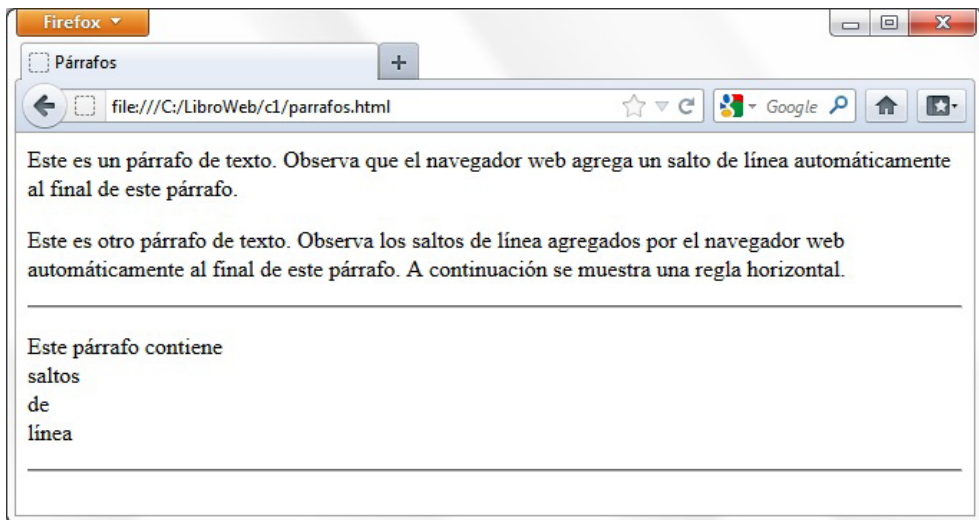 Firefox
Párrafos
file:///C:/LibroWeb/c1/parrafos.html
Google
Este es un párrafo de texto. Observa que el navegador web agrega un salto de línea automáticamente
al final de este párrafo.
Este es otro párrafo de texto. Observa los saltos de línea agregados por el navegador web
automáticamente al final de este párrafo. A continuación se muestra una regla horizontal.
Este párrafo contiene
saltos
de
línea